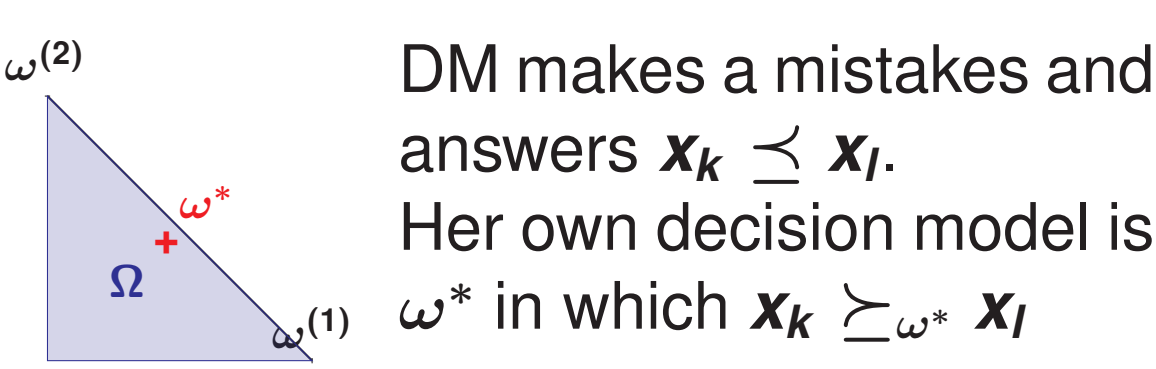 ω(2)
ω*
Ω
ω(1)
DM makes a mistakes and
answers xk ⪯ xl.
Her own decision model is
ω* in which xk ⪰ω* xl